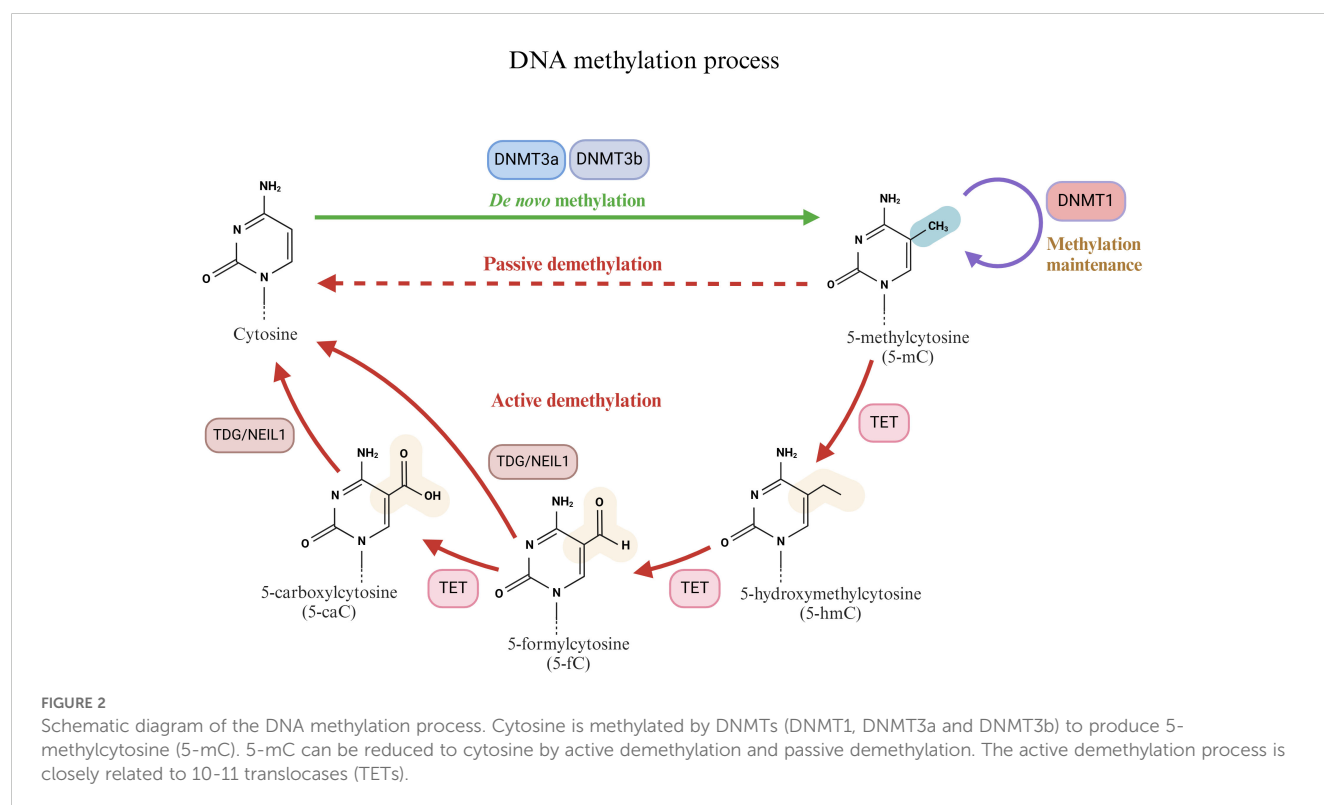 DNA methylation process
DNMT3a DNMT3b
De novo methylation
NH₂
N
O
N
Cytosine
Passive demethylation
NH₂
CH₃
N
O
N
5-methylcytosine
(5-mC)
DNMT1
Methylation
maintenance
Active demethylation
TET
TDG/NEIL1
TDG/NEIL1
NH₂
O
OH
N
O
N
5-carboxylcytosine
(5-caC)
TET
NH₂
O
H
N
O
N
5-formylcytosine
(5-fC)
TET
NH₂
N
O
N
5-hydroxymethylcytosine
(5-hmC)
FIGURE 2
Schematic diagram of the DNA methylation process. Cytosine is methylated by DNMTs (DNMT1, DNMT3a and DNMT3b) to produce 5-
methylcytosine (5-mC). 5-mC can be reduced to cytosine by active demethylation and passive demethylation. The active demethylation process is
closely related to 10-11 translocases (TETs).